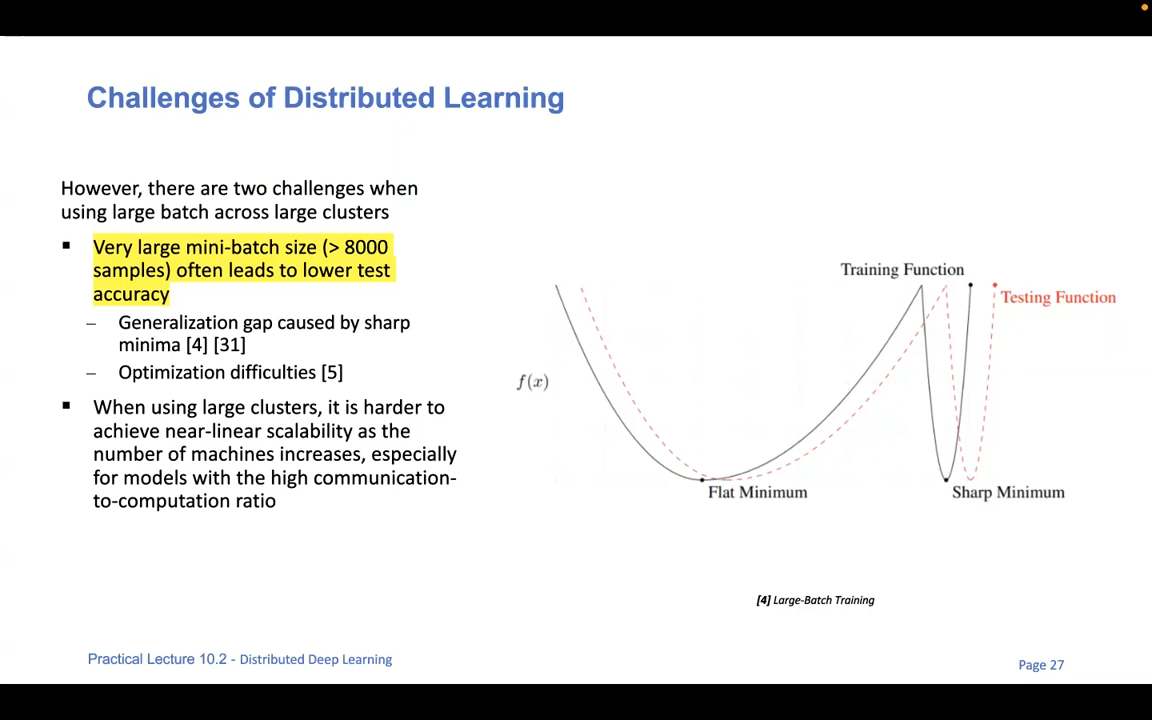 Challenges of Distributed Learning
However, there are two challenges when
using large batch across large clusters
▪ Very large mini-batch size (> 8000
samples) often leads to lower test
accuracy
– Generalization gap caused by sharp
minima [4] [31]
– Optimization difficulties [5]
▪ When using large clusters, it is harder to
achieve near-linear scalability as the
number of machines increases, especially
for models with the high communication-
to-computation ratio
Training Function
Testing Function
f(x)
Flat Minimum
Sharp Minimum
[4] Large-Batch Training
Practical Lecture 10.2 - Distributed Deep Learning
Page 27